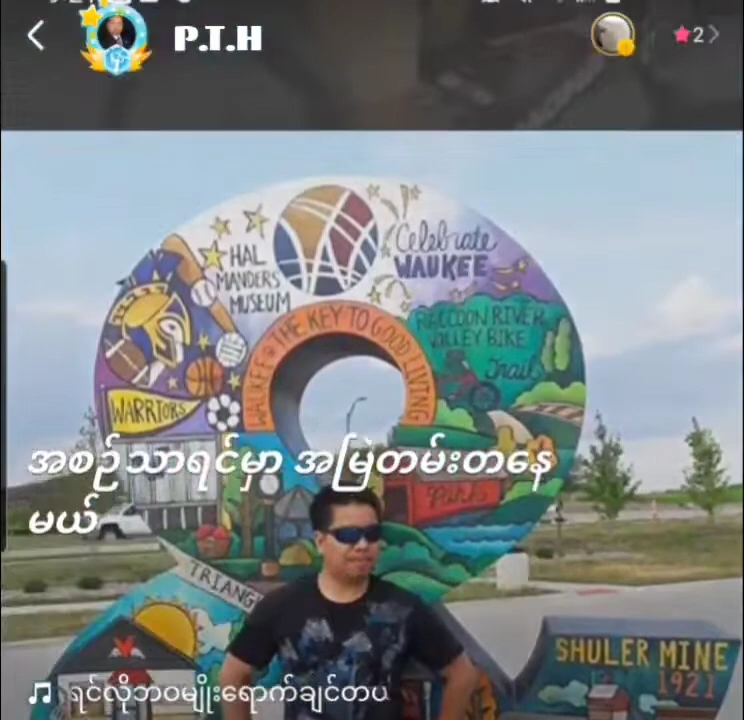 P.T.H
2
HAL
MANDERS
MUSEUM
Celebrate
WAUKEE
WAUKEE THE KEY TO GOOD LIVING
RACCOON RIVER
VALLEY BIKE
Trail
WARRIORS
အစဉ်သာရင်မှာ အမြဲတမ်းတနေ
မယ်
TRIANG
SHULER MINE
1921
ရင်လိုဘဝမျိုးရောက်ချင်တယ